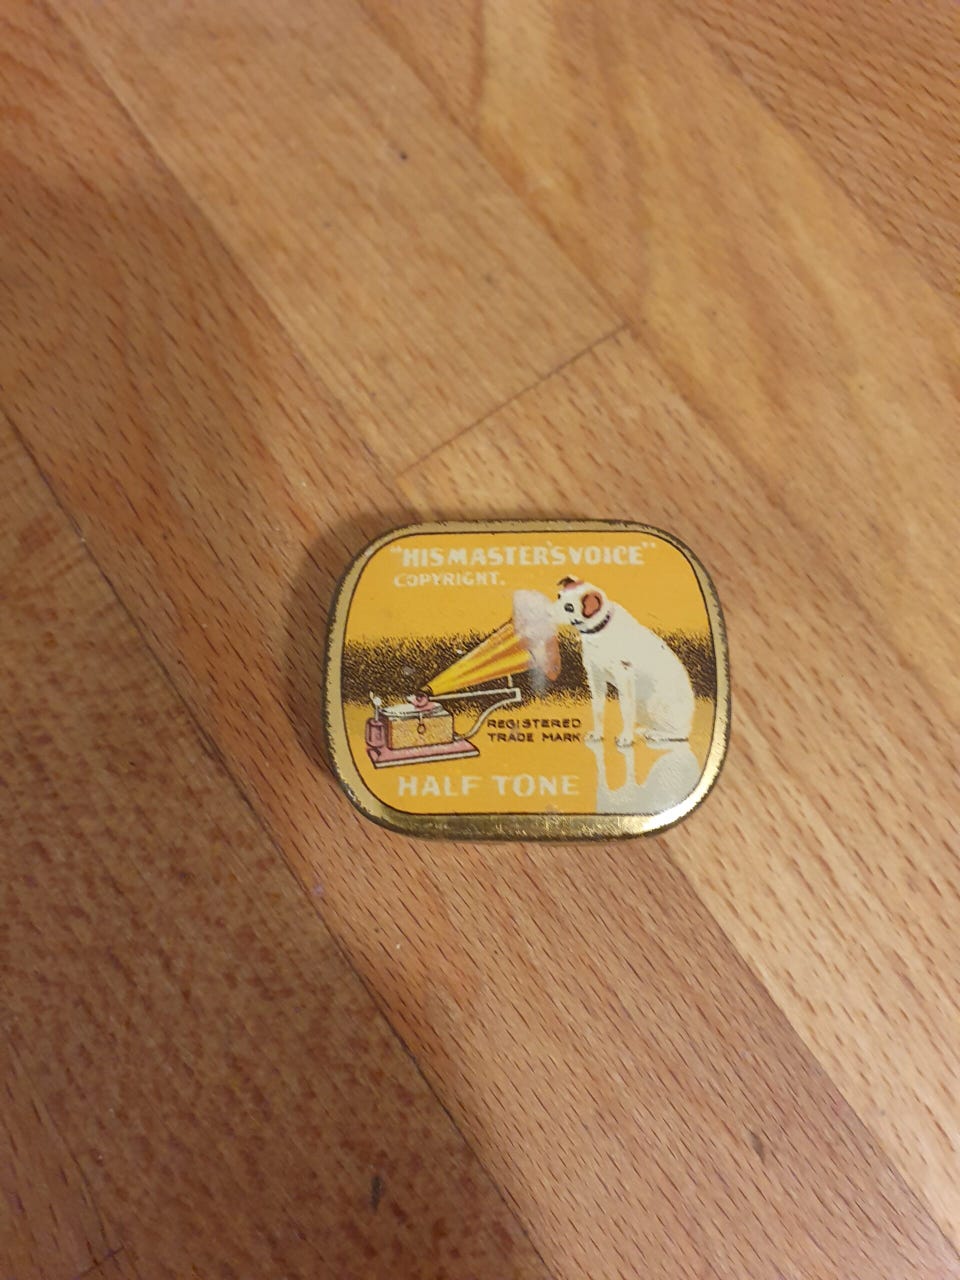 "HIS MASTER'S VOICE"
COPYRIGHT.
REGISTERED
TRADE MARK
HALF TONE